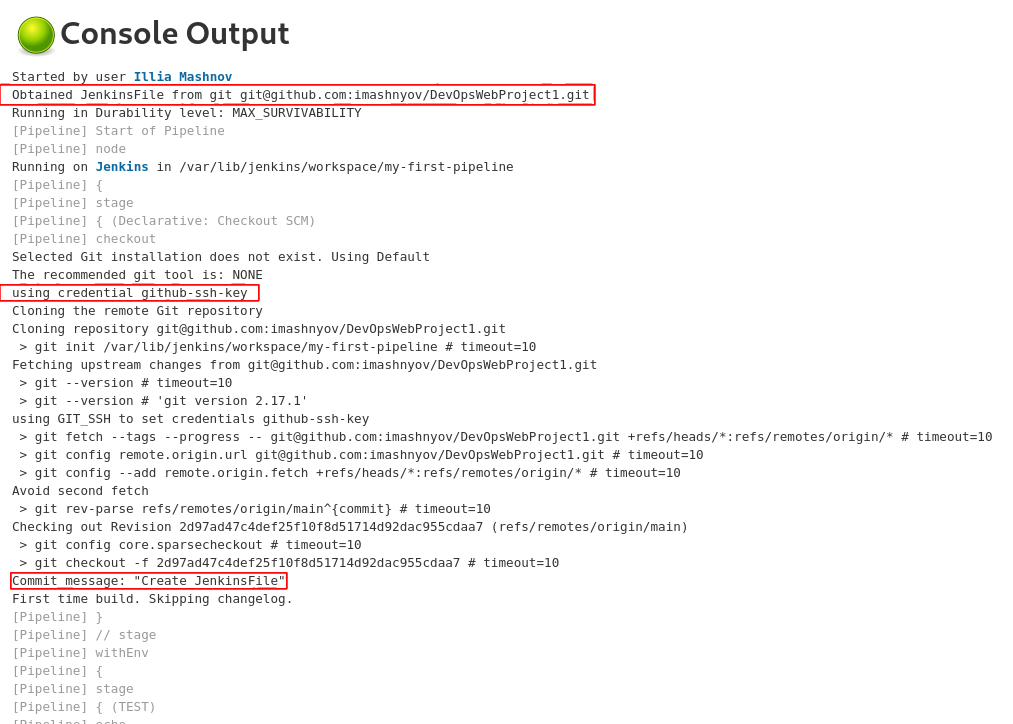 Console Output
Started by user Illia Mashnov
Obtained JenkinsFile from git git@github.com:imashnyov/DevOpsWebProject1.git
Running in Durability level: MAX_SURVIVABILITY
[Pipeline] Start of Pipeline
[Pipeline] node
Running on Jenkins in /var/lib/jenkins/workspace/my-first-pipeline
[Pipeline] {
[Pipeline] stage
[Pipeline] { (Declarative: Checkout SCM)
[Pipeline] checkout
Selected Git installation does not exist. Using Default
The recommended git tool is: NONE
using credential github-ssh-key
Cloning the remote Git repository
Cloning repository git@github.com:imashnyov/DevOpsWebProject1.git
 > git init /var/lib/jenkins/workspace/my-first-pipeline # timeout=10
Fetching upstream changes from git@github.com:imashnyov/DevOpsWebProject1.git
 > git --version # timeout=10
 > git --version # 'git version 2.17.1'
using GIT_SSH to set credentials github-ssh-key
 > git fetch --tags --progress -- git@github.com:imashnyov/DevOpsWebProject1.git +refs/heads/*:refs/remotes/origin/* # timeout=10
 > git config remote.origin.url git@github.com:imashnyov/DevOpsWebProject1.git # timeout=10
 > git config --add remote.origin.fetch +refs/heads/*:refs/remotes/origin/* # timeout=10
Avoid second fetch
 > git rev-parse refs/remotes/origin/main^{commit} # timeout=10
Checking out Revision 2d97ad47c4def25f10f8d51714d92dac955cdaa7 (refs/remotes/origin/main)
 > git config core.sparsecheckout # timeout=10
 > git checkout -f 2d97ad47c4def25f10f8d51714d92dac955cdaa7 # timeout=10
Commit message: "Create JenkinsFile"
First time build. Skipping changelog.
[Pipeline] }
[Pipeline] // stage
[Pipeline] withEnv
[Pipeline] {
[Pipeline] stage
[Pipeline] { (TEST)
[Pipeline] echo